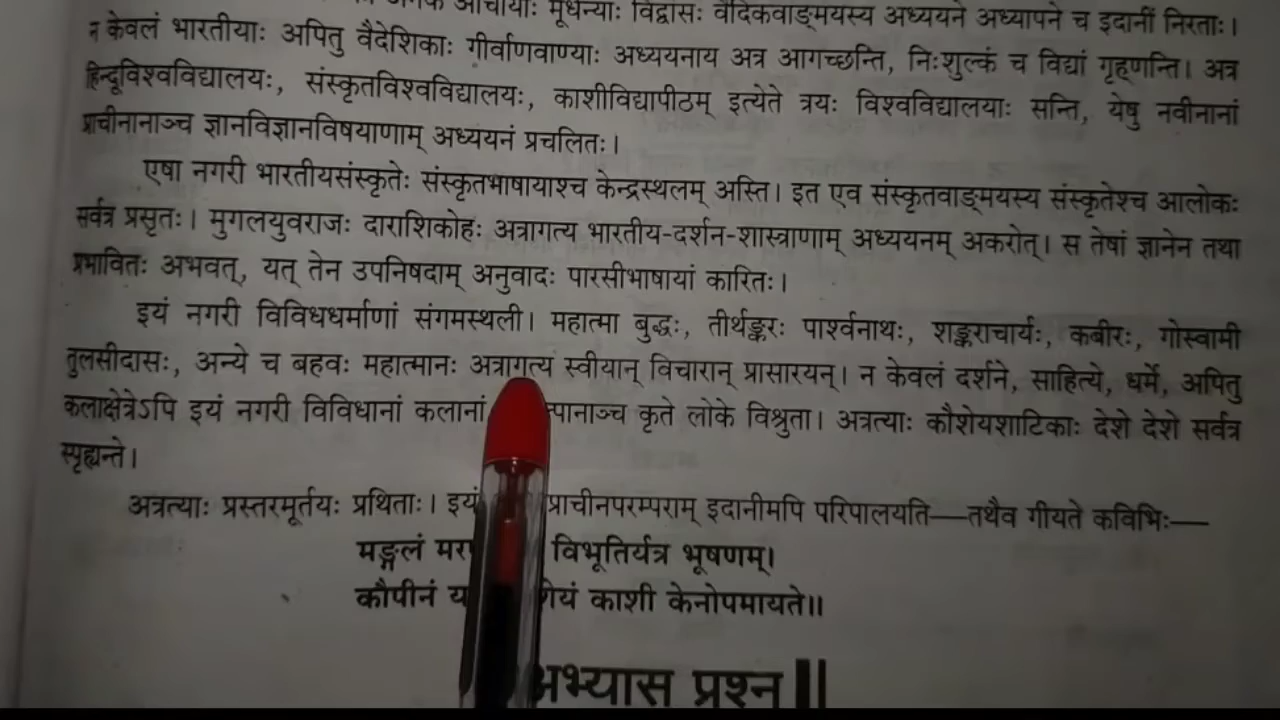 आचार्याः मूर्धन्याः विद्वांसः वैदिकवाङ्मयस्य अध्ययने अध्यापने च इदानीं निरताः।
न केवलं भारतीयाः अपितु वैदेशिकाः गीर्वाणवाण्याः अध्ययनाय अत्र आगच्छन्ति, निःशुल्कं च विद्यां गृह्णन्ति। अत्र
हिन्दूविश्वविद्यालयः, संस्कृतविश्वविद्यालयः, काशीविद्यापीठम् इत्येते त्रयः विश्वविद्यालयाः सन्ति, येषु नवीनानां
प्राचीनानाञ्च ज्ञानविज्ञानविषयाणाम् अध्ययनं प्रचलितः।
एषा नगरी भारतीयसंस्कृतेः संस्कृतभाषायाश्च केन्द्रस्थलम् अस्ति। इत एव संस्कृतवाङ्मयस्य संस्कृतेश्च आलोकः
सर्वत्र प्रसृतः। मुगलयुवराजः दाराशिकोहः अत्रागत्य भारतीय-दर्शन-शास्त्राणाम् अध्ययनम् अकरोत्। स तेषां ज्ञानेन तथा
प्रभावितः अभवत्, यत् तेन उपनिषदाम् अनुवादः पारसीभाषायां कारितः।
इयं नगरी विविधधर्माणां संगमस्थली। महात्मा बुद्धः, तीर्थङ्करः पार्श्वनाथः, शङ्कराचार्यः, कबीरः, गोस्वामी
तुलसीदासः, अन्ये च बहवः महात्मानः अत्रागत्य स्वीयान् विचारान् प्रासारयन्। न केवलं दर्शने, साहित्ये, धर्मे, अपितु
कलाक्षेत्रेऽपि इयं नगरी विविधानां कलानां पानाञ्च कृते लोके विश्रुता। अत्रत्याः कौशेयशाटिकाः देशे देशे सर्वत्र
स्पृह्यन्ते।
अत्रत्याः प्रस्तरमूर्तयः प्रथिताः। इयं प्राचीनपरम्पराम् इदानीमपि परिपालयति—तथैव गीयते कविभिः—
मङ्गलं विभूतिर्यत्र भूषणम्।
कौपीनं काशी केनोपमीयते॥
अभ्यास प्रश्न